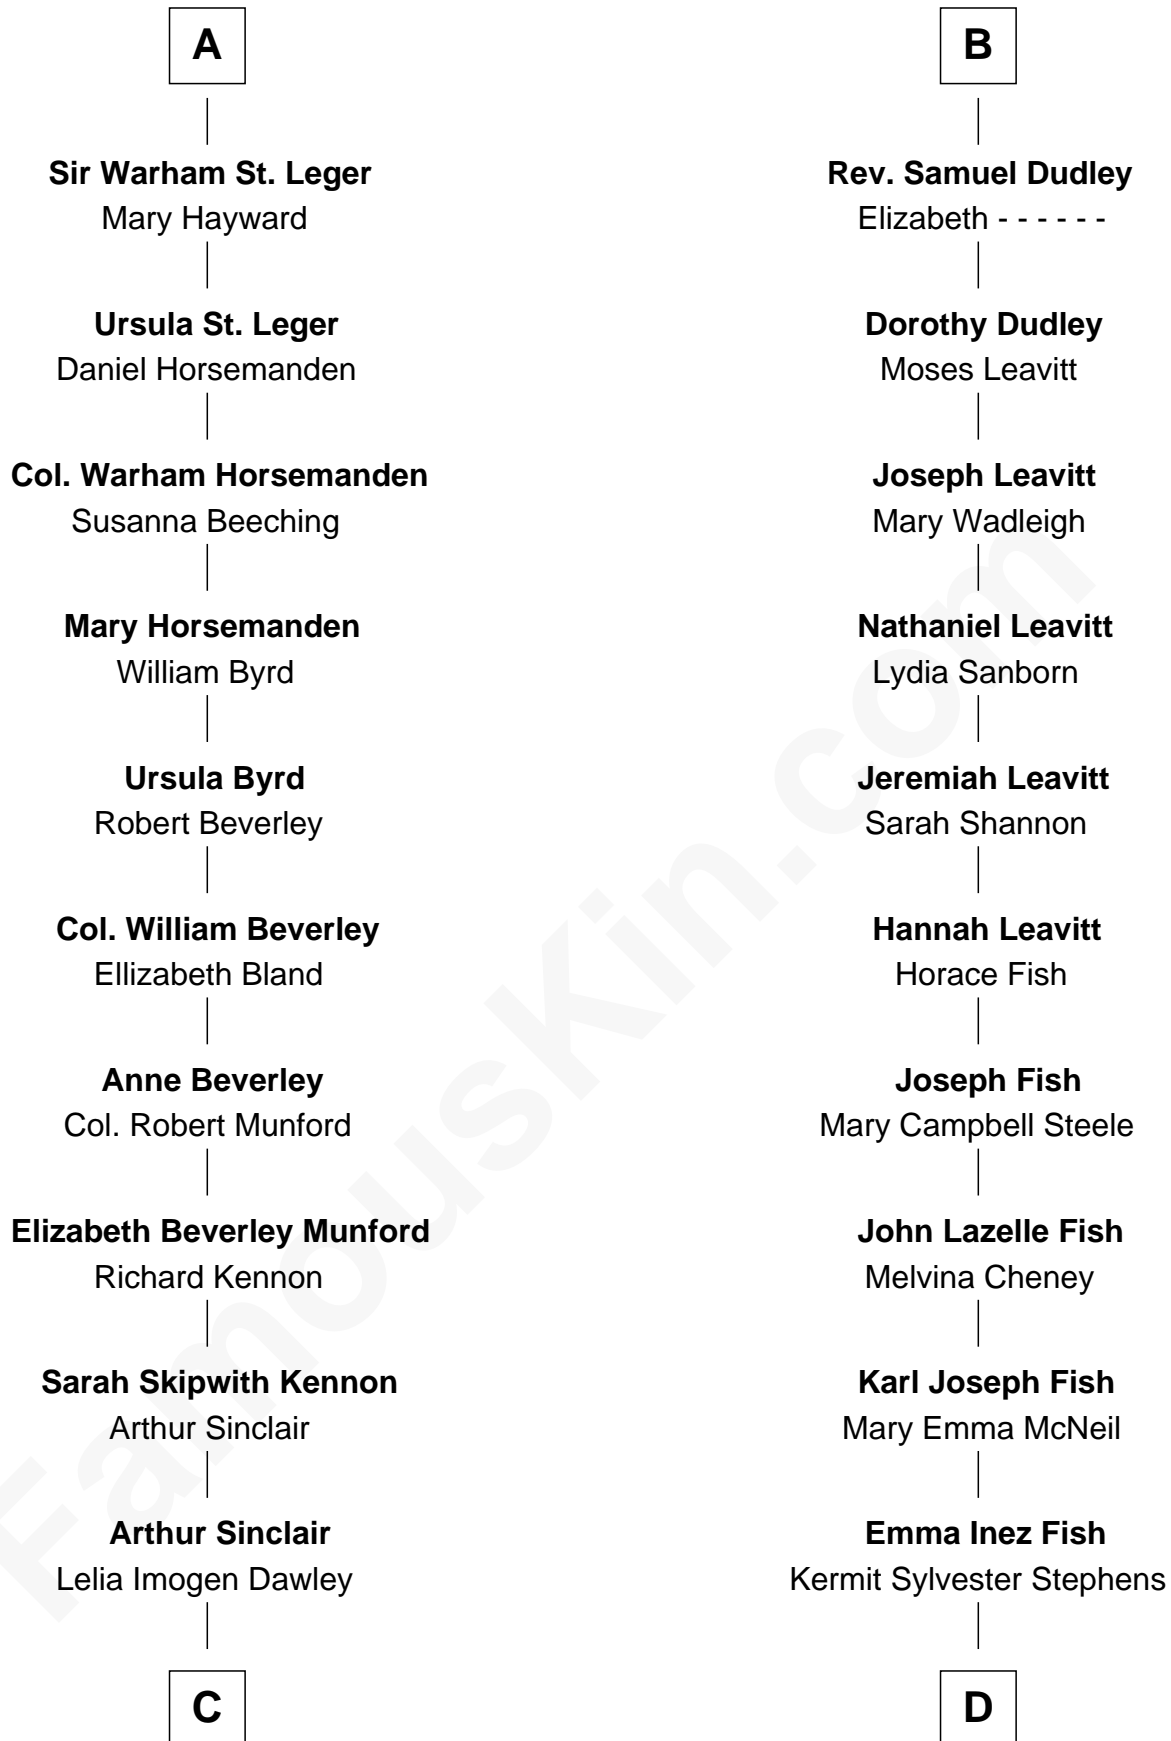 A
Sir Warham St. Leger
Mary Hayward
Ursula St. Leger
Daniel Horsemanden
Col. Warham Horsemanden
Susanna Beeching
Mary Horsemanden
William Byrd
Ursula Byrd
Robert Beverley
Col. William Beverley
Ellizabeth Bland
Anne Beverley
Col. Robert Munford
Elizabeth Beverley Munford
Richard Kennon
Sarah Skipwith Kennon
Arthur Sinclair
Arthur Sinclair
Lelia Imogen Dawley
C
B
Rev. Samuel Dudley
Elizabeth - - - - - -
Dorothy Dudley
Moses Leavitt
Joseph Leavitt
Mary Wadleigh
Nathaniel Leavitt
Lydia Sanborn
Jeremiah Leavitt
Sarah Shannon
Hannah Leavitt
Horace Fish
Joseph Fish
Mary Campbell Steele
John Lazelle Fish
Melvina Cheney
Karl Joseph Fish
Mary Emma McNeil
Emma Inez Fish
Kermit Sylvester Stephens
D
FamousKin.com